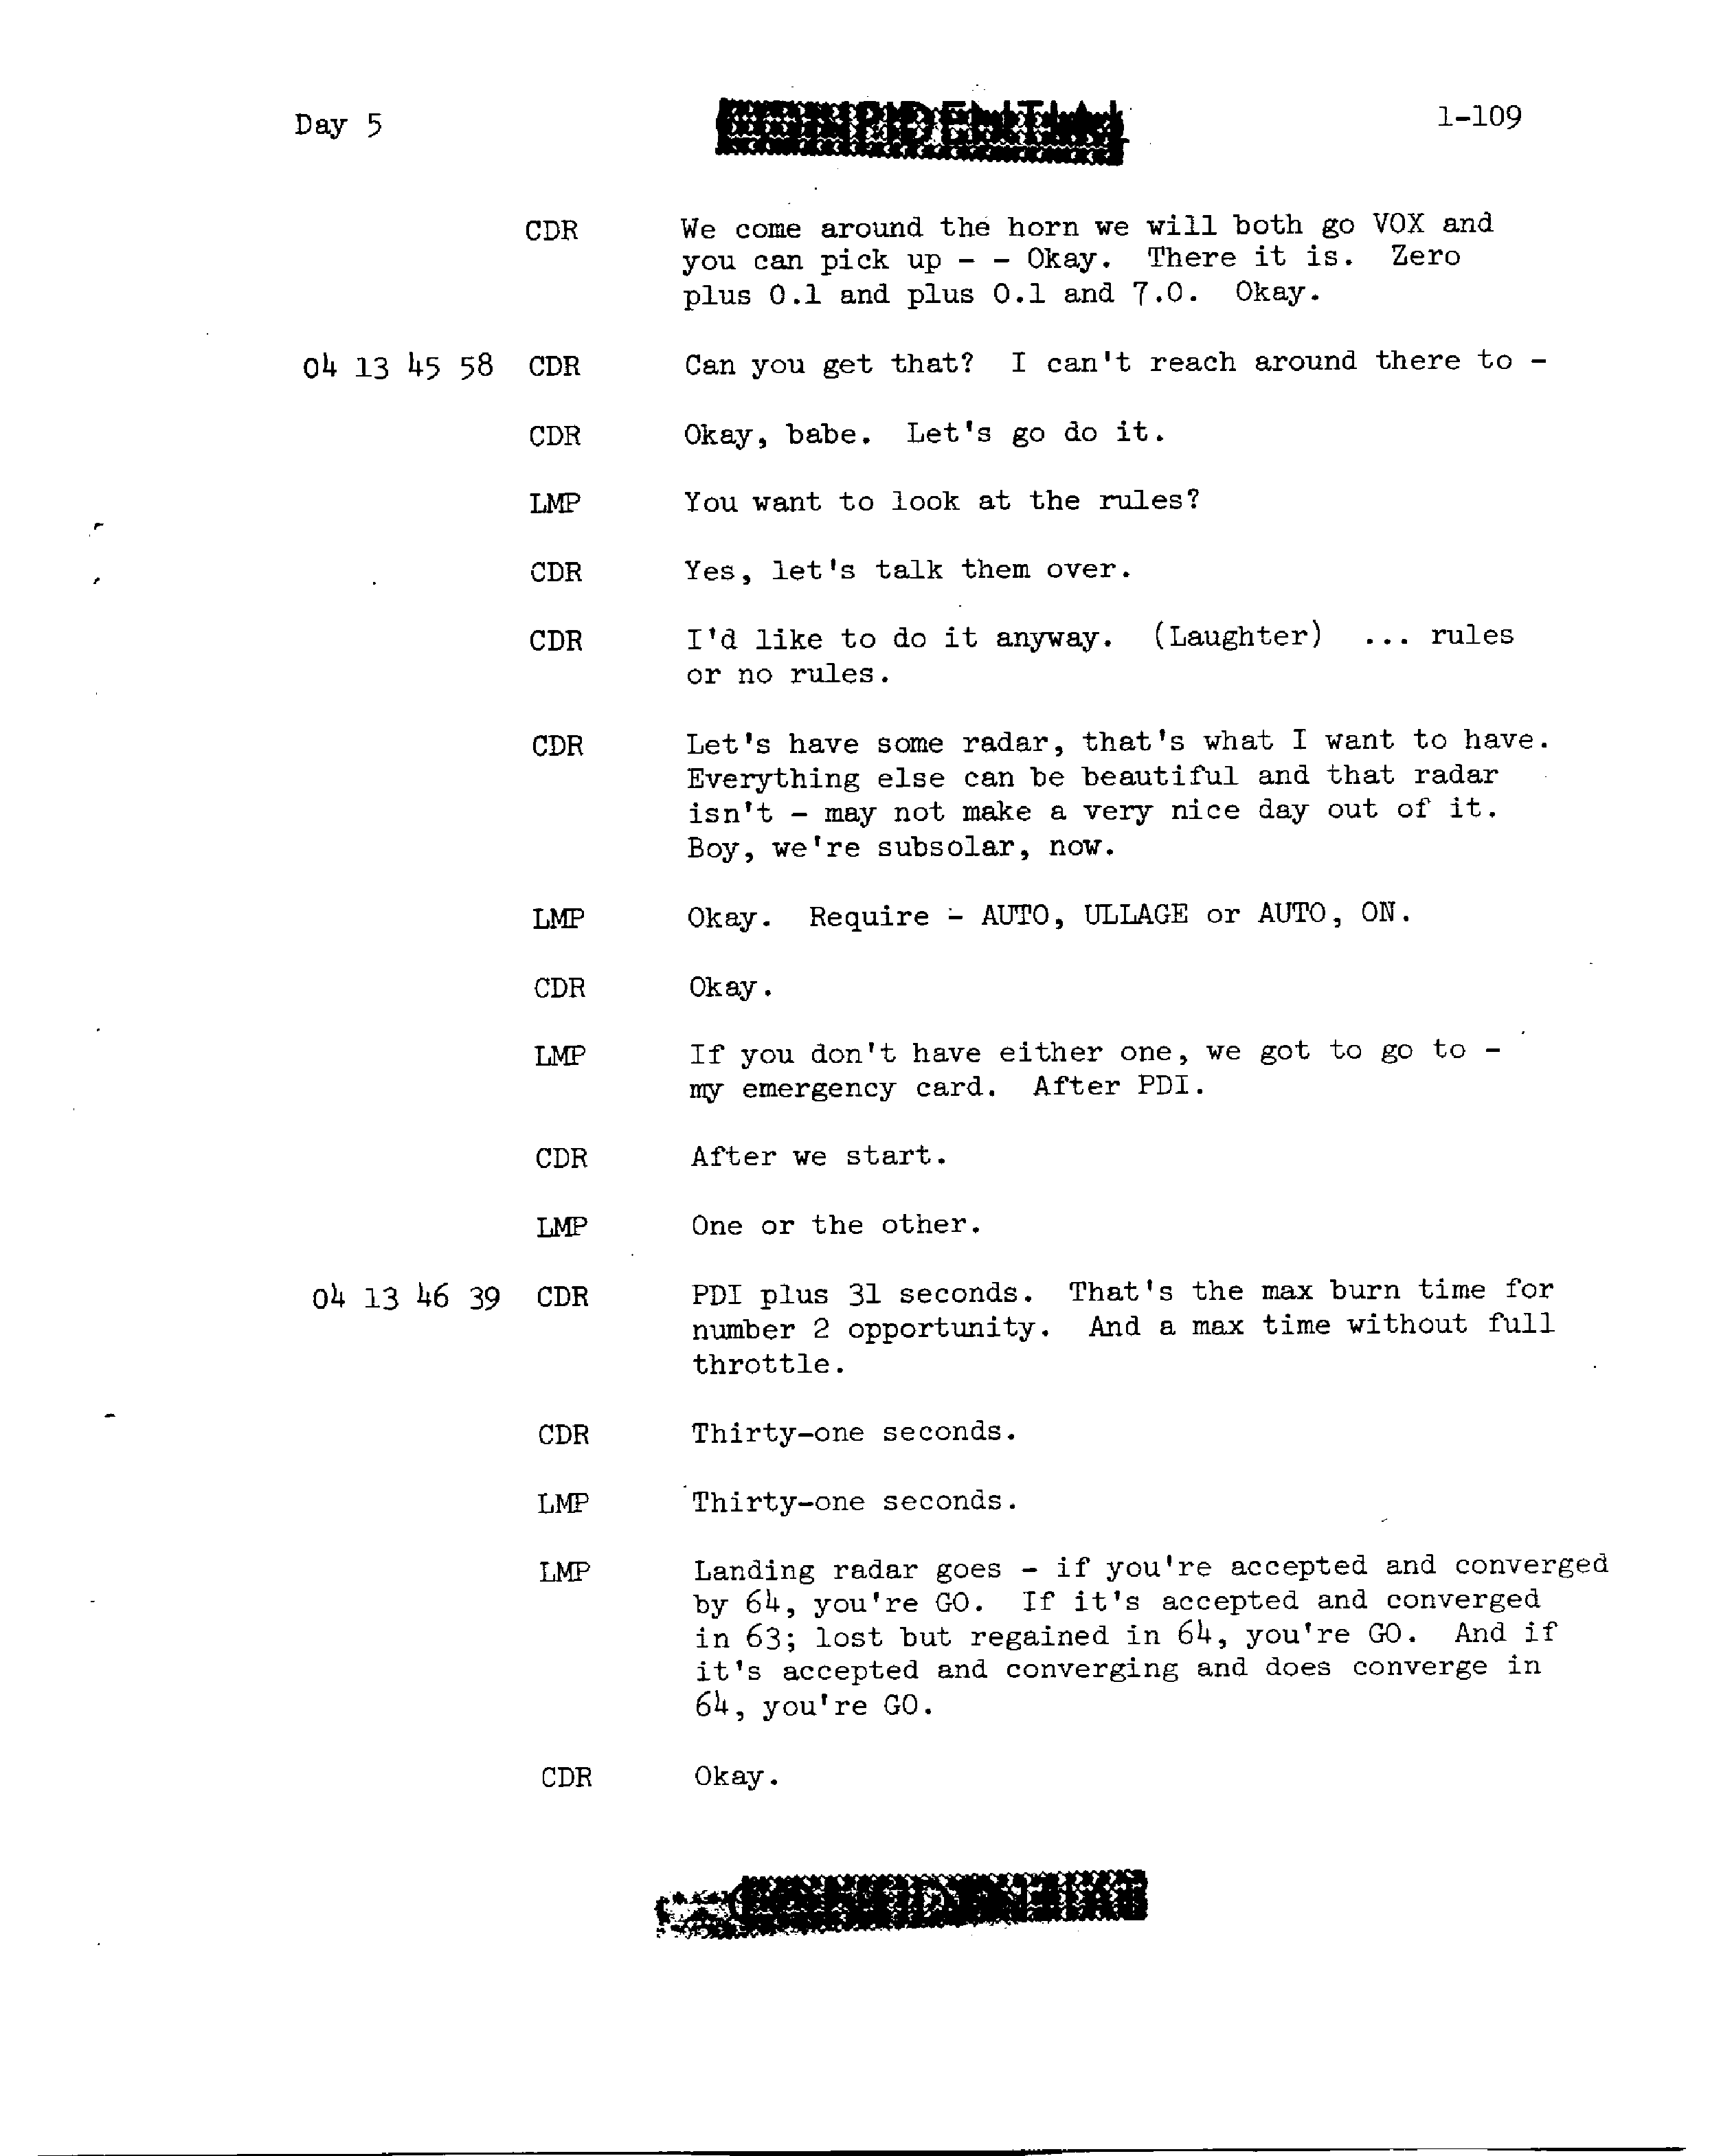 Day 5
CONFIDENTIAL
1-109
CDR We come around the horn we will both go VOX and
you can pick up - - Okay. There it is. Zero
plus 0.1 and plus 0.1 and 7.0. Okay.
04 13 45 58 CDR Can you get that? I can't reach around there to -
CDR Okay, babe. Let's go do it.
LMP You want to look at the rules?
CDR Yes, let's talk them over.
CDR I'd like to do it anyway. (Laughter) ... rules
or no rules.
CDR Let's have some radar, that's what I want to have.
Everything else can be beautiful and that radar
isn't - may not make a very nice day out of it.
Boy, we're subsolar, now.
LMP Okay. Require - AUTO, ULLAGE or AUTO, ON.
CDR Okay.
LMP If you don't have either one, we got to go to -
my emergency card. After PDI.
CDR After we start.
LMP One or the other.
04 13 46 39 CDR PDI plus 31 seconds. That's the max burn time for
number 2 opportunity. And a max time without full
throttle.
CDR Thirty-one seconds.
LMP Thirty-one seconds.
LMP Landing radar goes - if you're accepted and converged
by 64, you're GO. If it's accepted and converged
in 63; lost but regained in 64, you're GO. And if
it's accepted and converging and does converge in
64, you're GO.
CDR Okay.
CONFIDENTIAL